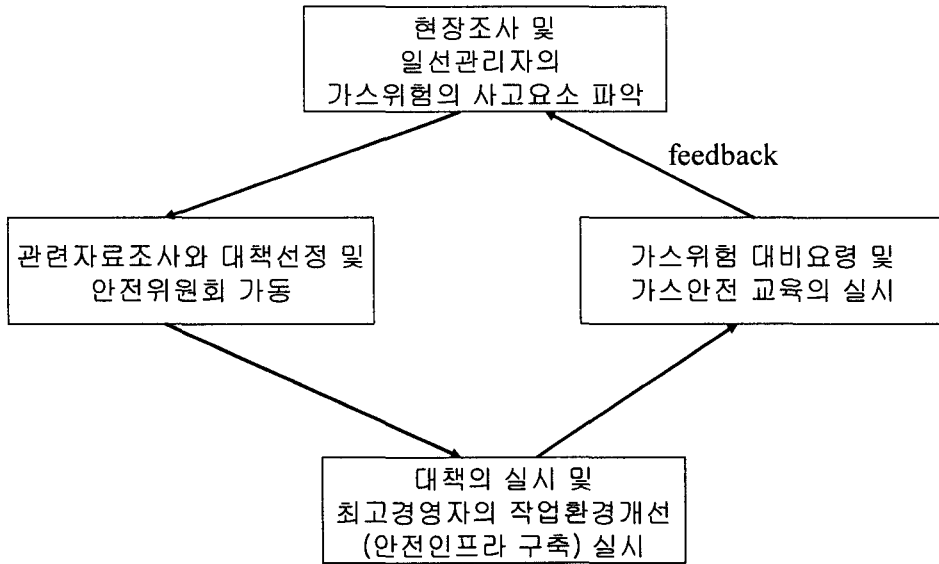 현장조사 및
일선관리자의
가스위험의 사고요소 파악
feedback
관련자료조사와 대책선정 및
안전위원회 가동
가스위험 대비요령 및
가스안전 교육의 실시
대책의 실시 및
최고경영자의 작업환경개선
(안전인프라 구축) 실시